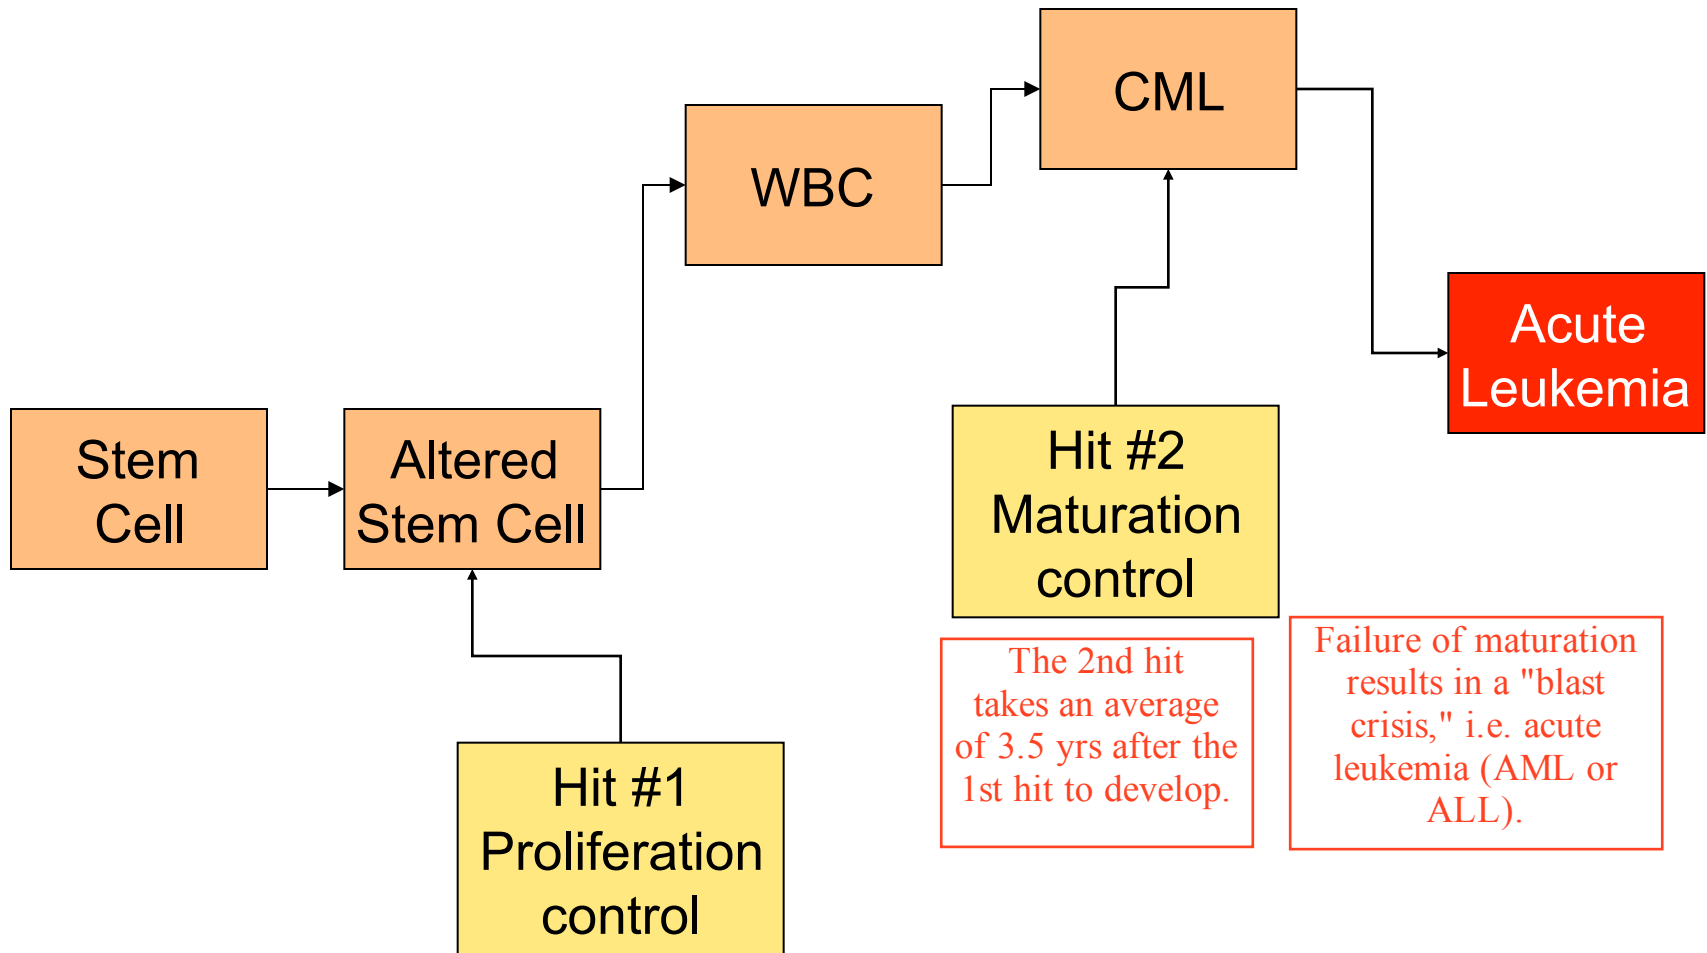 CML
WBC
Acute
Leukemia
Stem
Cell
Altered
Stem Cell
Hit #2
Maturation
control
The 2nd hit
takes an average
of 3.5 yrs after the
1st hit to develop.
Failure of maturation
results in a "blast
crisis," i.e. acute
leukemia (AML or
ALL).
Hit #1
Proliferation
control